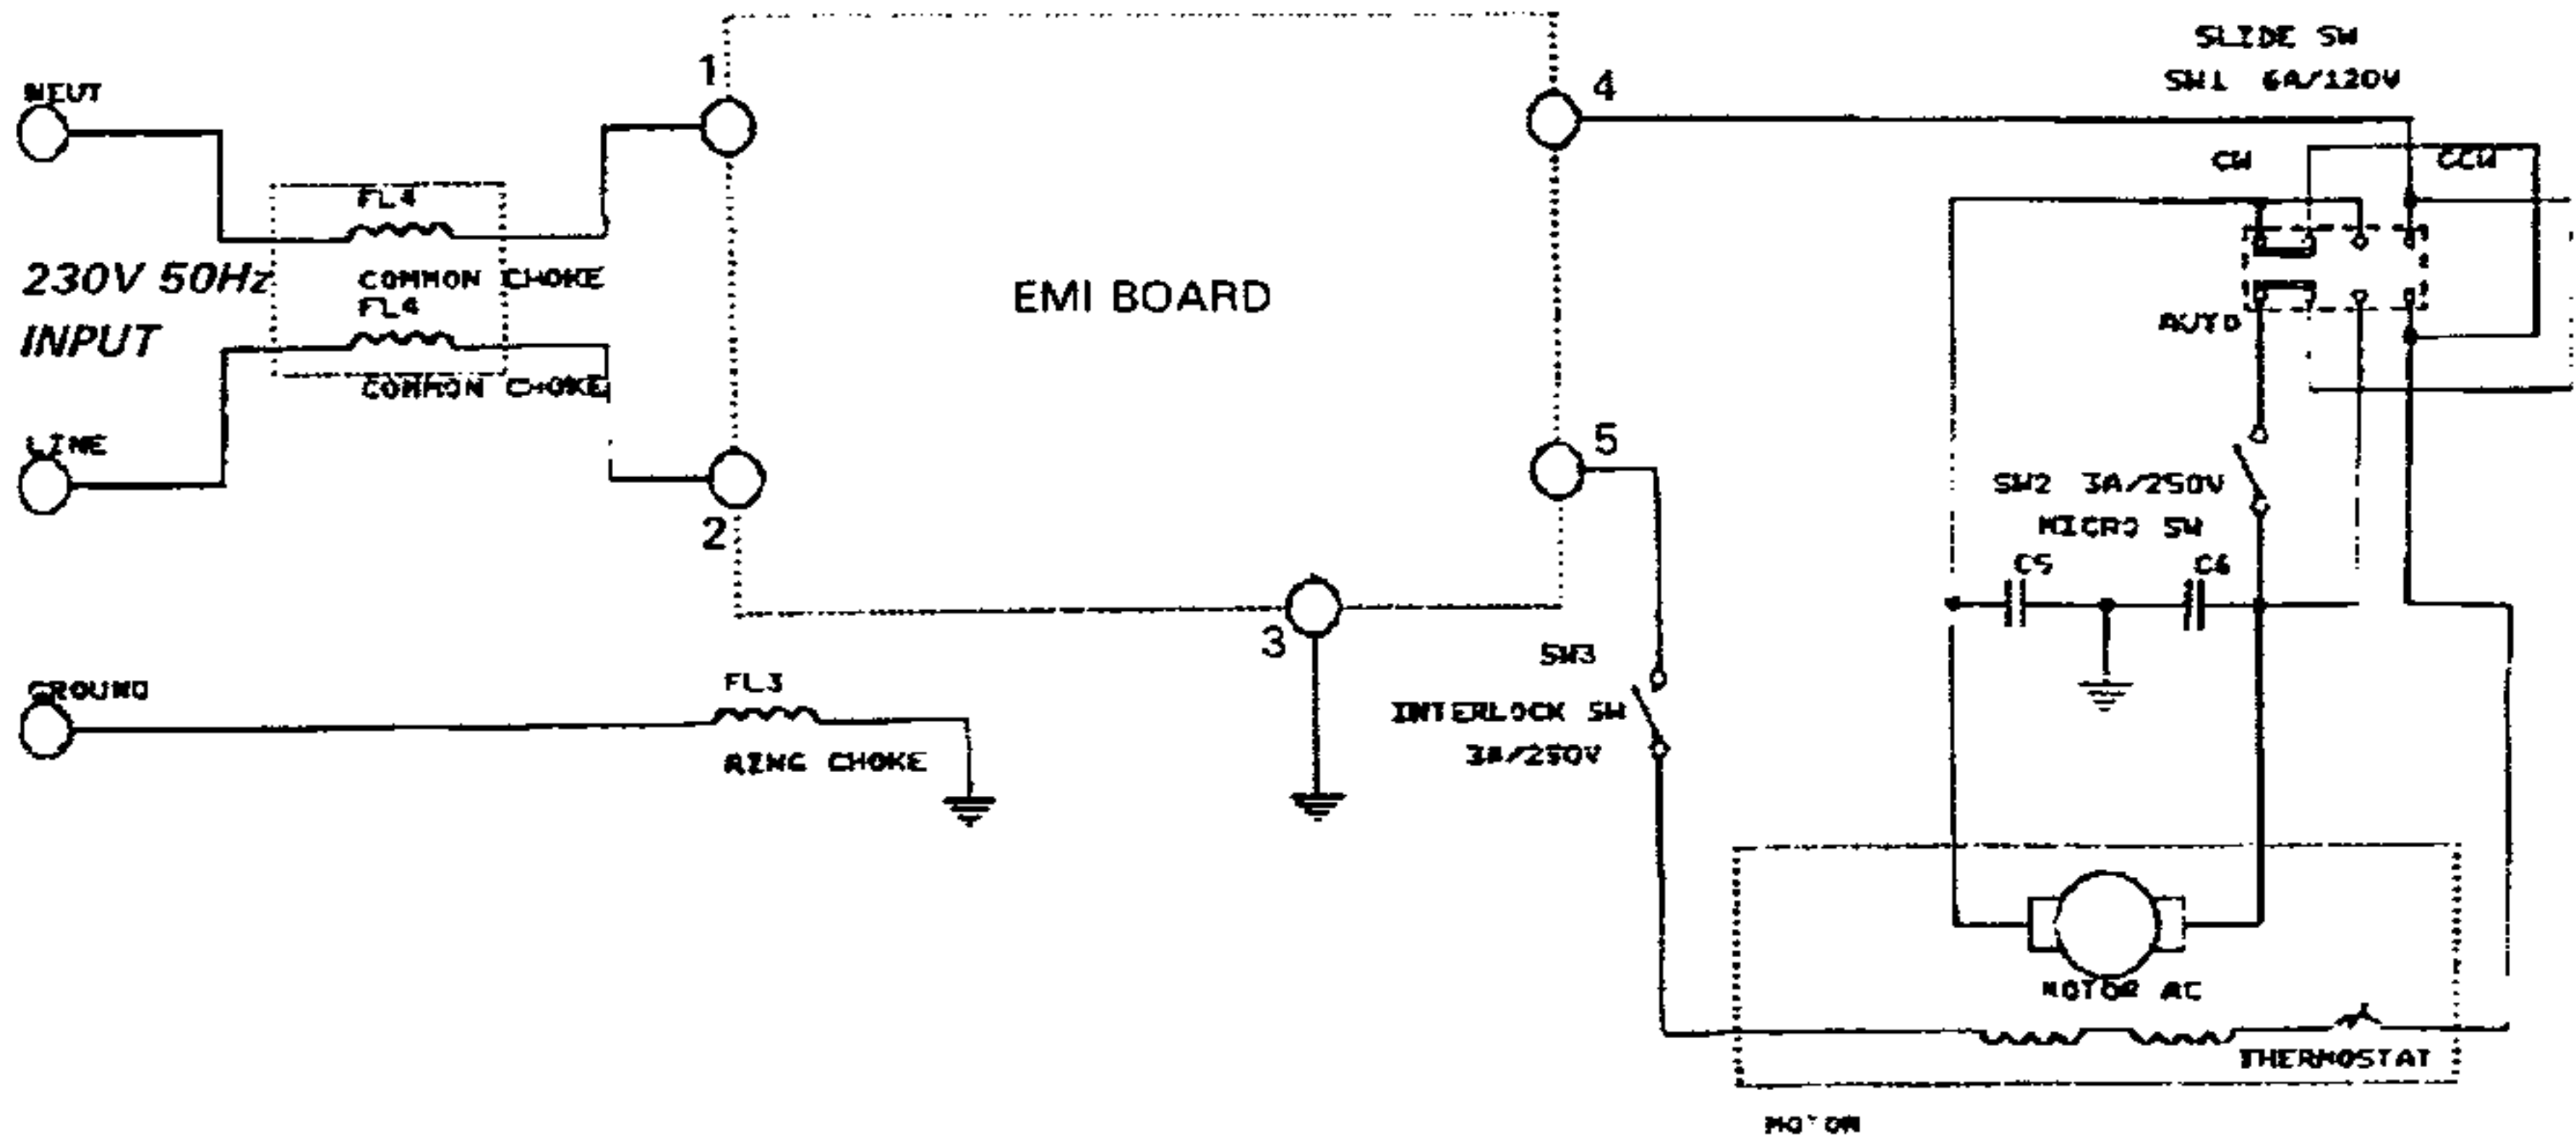 NEUT
FL4
COMMON CHOKE
FL4
COMMON CHOKE
230V 50Hz
INPUT
LINE
GROUND
FL3
RING CHOKE
1
2
3
4
5
EMI BOARD
SLIDE SW
SW1 6A/120V
CW
CCW
AUTO
SW2 3A/250V
MICRO SW
C5
C6
SW3
INTERLOCK SW
3A/250V
MOTOR AC
THERMOSTAT